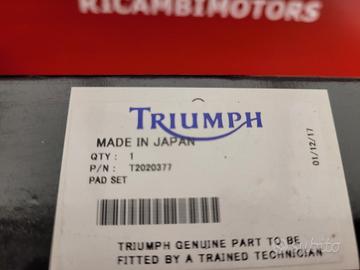 RICAMBIMOTORS
TRIUMPH
MADE IN JAPAN
QTY : 1
P/N : T2020377
PAD SET
01/12/17
TRIUMPH GENUINE PART TO BE
FITTED BY A TRAINED TECHNICIAN
subito